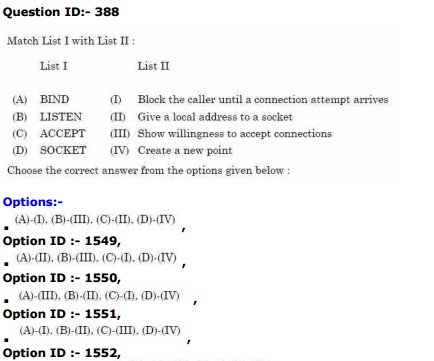 Question ID:- 388
Match List I with List II :
List I List II
(A) BIND (I) Block the caller until a connection attempt arrives
(B) LISTEN (II) Give a local address to a socket
(C) ACCEPT (III) Show willingness to accept connections
(D) SOCKET (IV) Create a new point
Choose the correct answer from the options given below :
Options:-
(A)-(I), (B)-(III), (C)-(II), (D)-(IV) ,
Option ID :- 1549,
(A)-(II), (B)-(III), (C)-(I), (D)-(IV) ,
Option ID :- 1550,
(A)-(III), (B)-(II), (C)-(I), (D)-(IV) ,
Option ID :- 1551,
(A)-(I), (B)-(II), (C)-(III), (D)-(IV) ,
Option ID :- 1552,